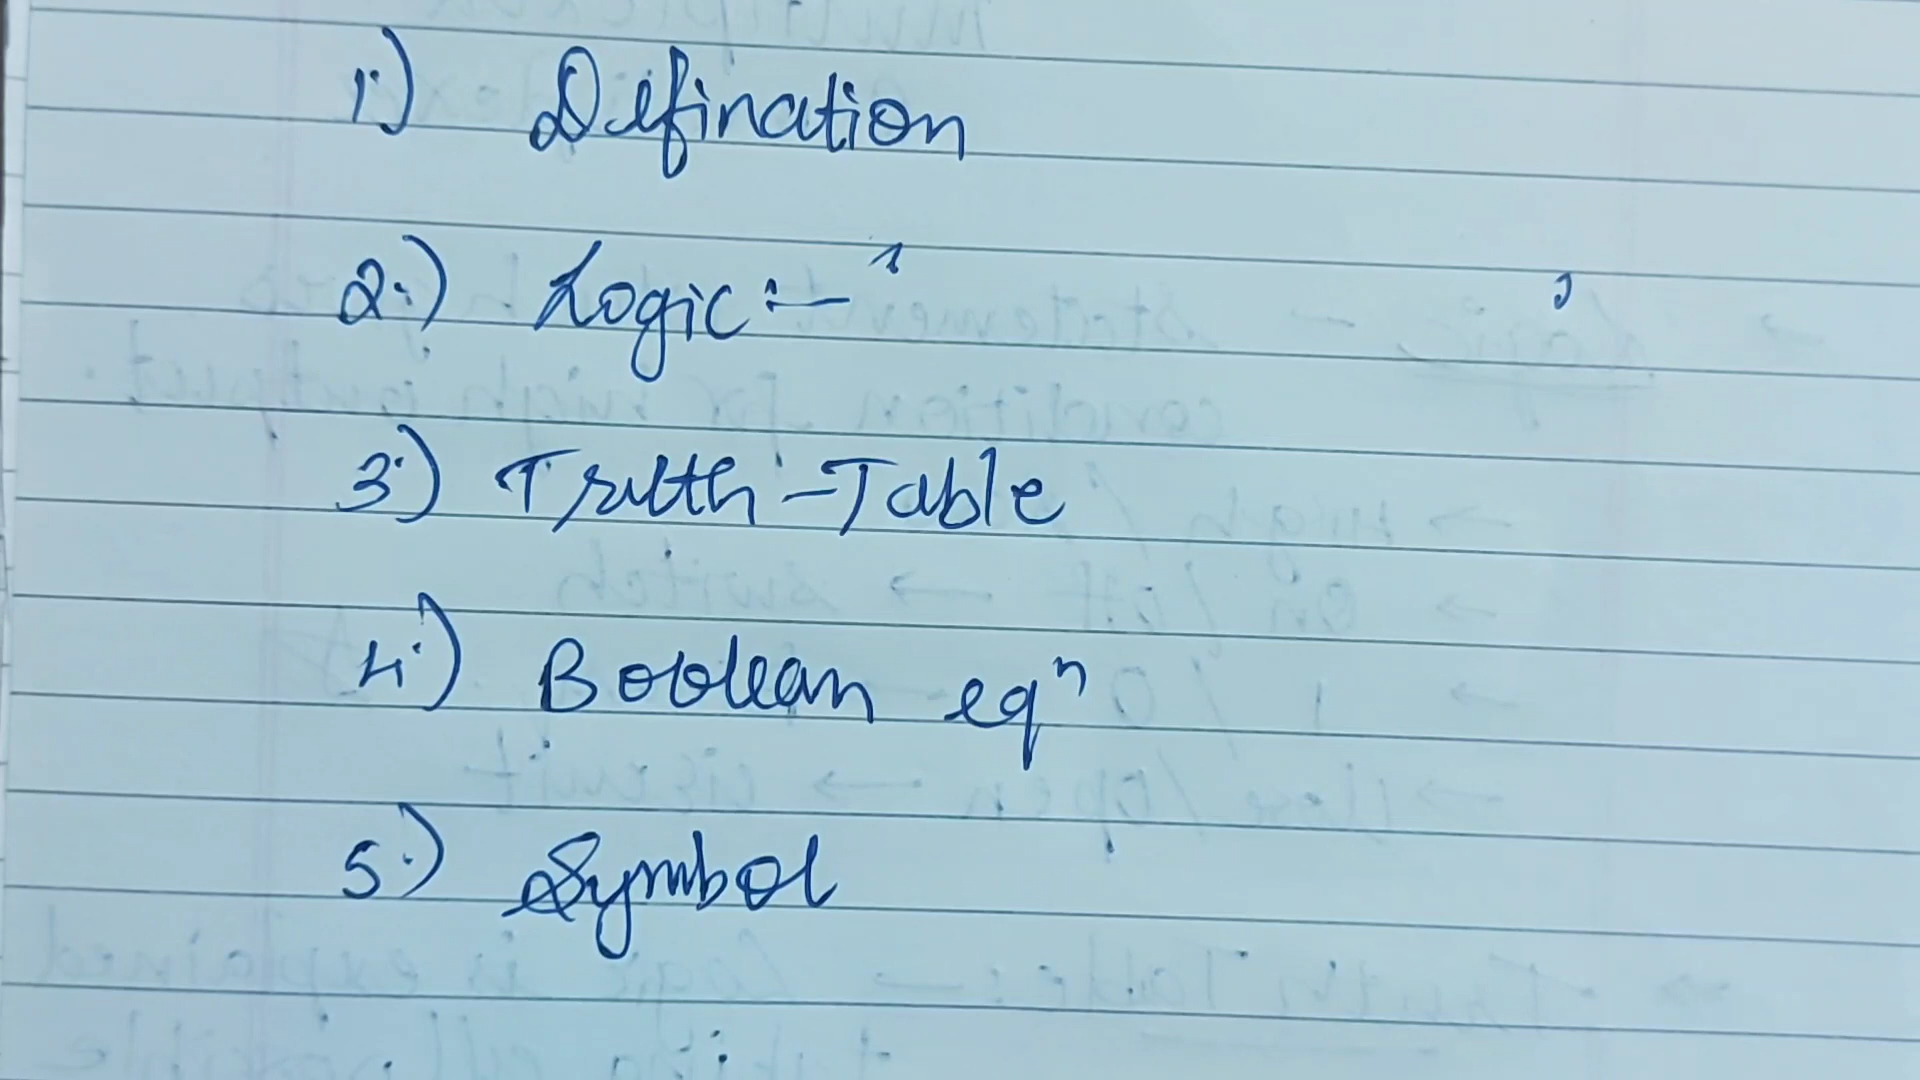 1.) Defination
2.) Logic :- ' '
3.) Truth-Table
4.) Boolean eqⁿ
5.) Symbol